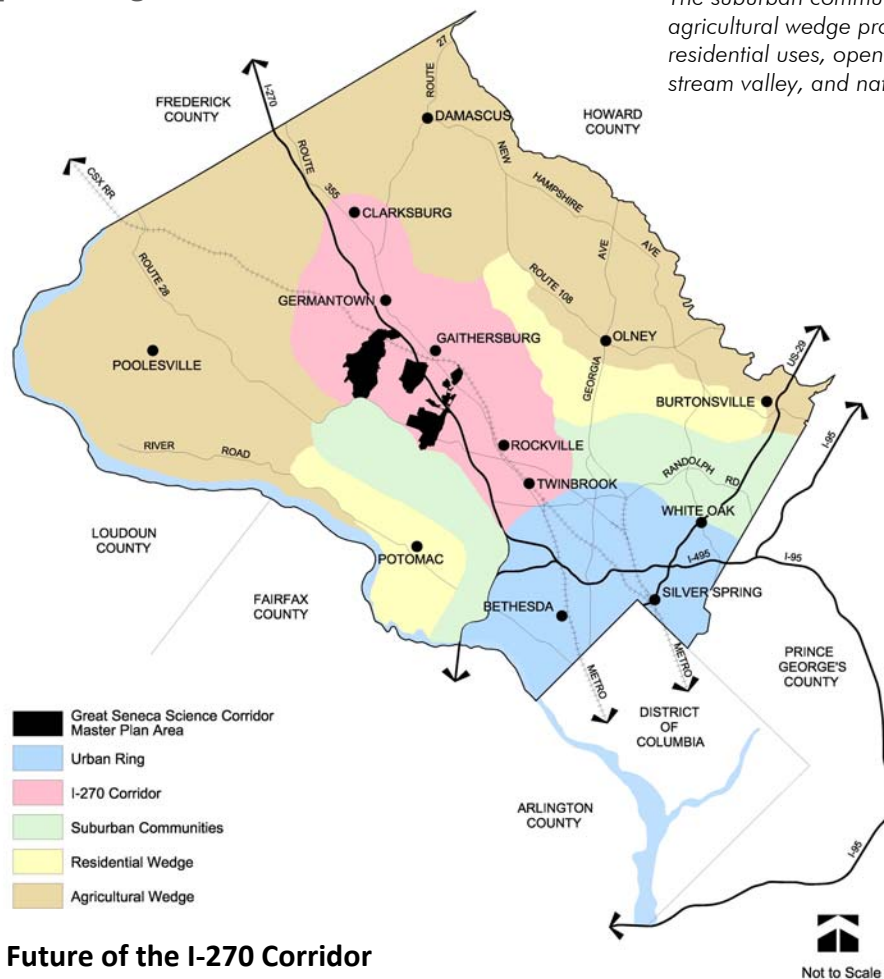 The suburban commu
agricultural wedge pro
residential uses, open
stream valley, and nat
27
ROUTE
I-270
FREDERICK
COUNTY
DAMASCUS
HOWARD
COUNTY
ROUTE
355
NEW
HAMPSHIRE
AVE
CSX RR
CLARKSBURG
AVE
ROUTE 28
ROUTE 108
GERMANTOWN
GAITHERSBURG
OLNEY
US-29
POOLESVILLE
GEORGIA
BURTONSVILLE
RIVER
ROAD
ROCKVILLE
RANDOLPH
RD
I-95
TWINBROOK
WHITE OAK
LOUDOUN
COUNTY
POTOMAC
I-495
I-95
FAIRFAX
COUNTY
BETHESDA
SILVER SPRING
METRO
METRO
PRINCE
GEORGE'S
COUNTY
DISTRICT
OF
COLUMBIA
ARLINGTON
COUNTY
I-95
Great Seneca Science Corridor
Master Plan Area
Urban Ring
I-270 Corridor
Suburban Communities
Residential Wedge
Agricultural Wedge
Future of the I-270 Corridor
Not to Scale